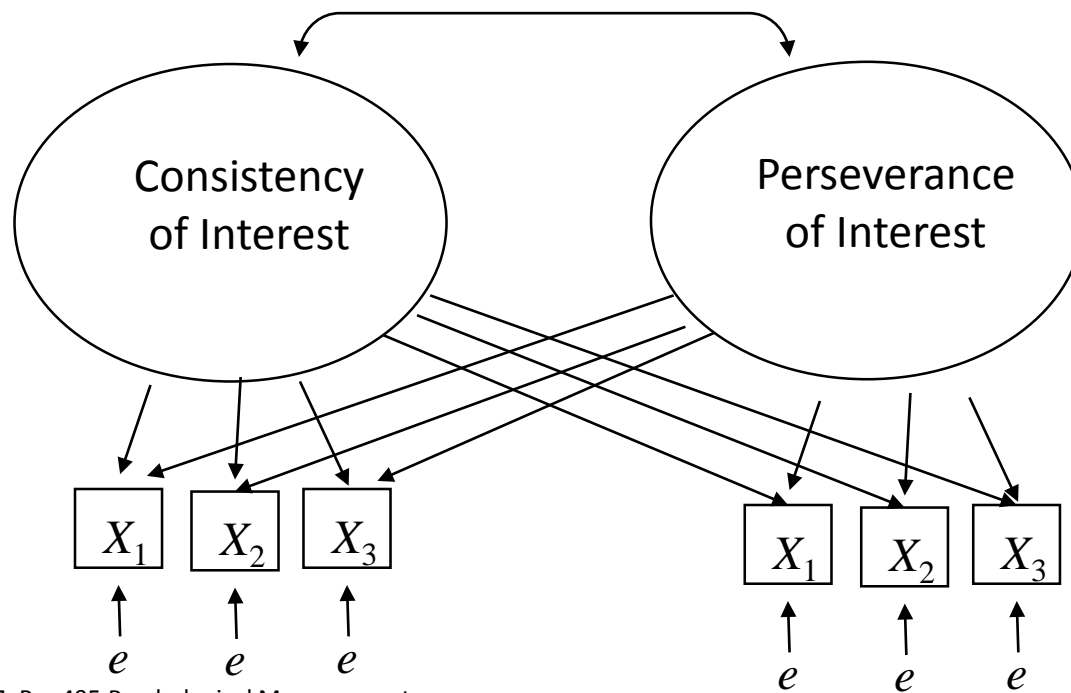 Consistency
of Interest
Perseverance
of Interest
X₁ X₂ X₃
X₁ X₂ X₃
e e e
e e e